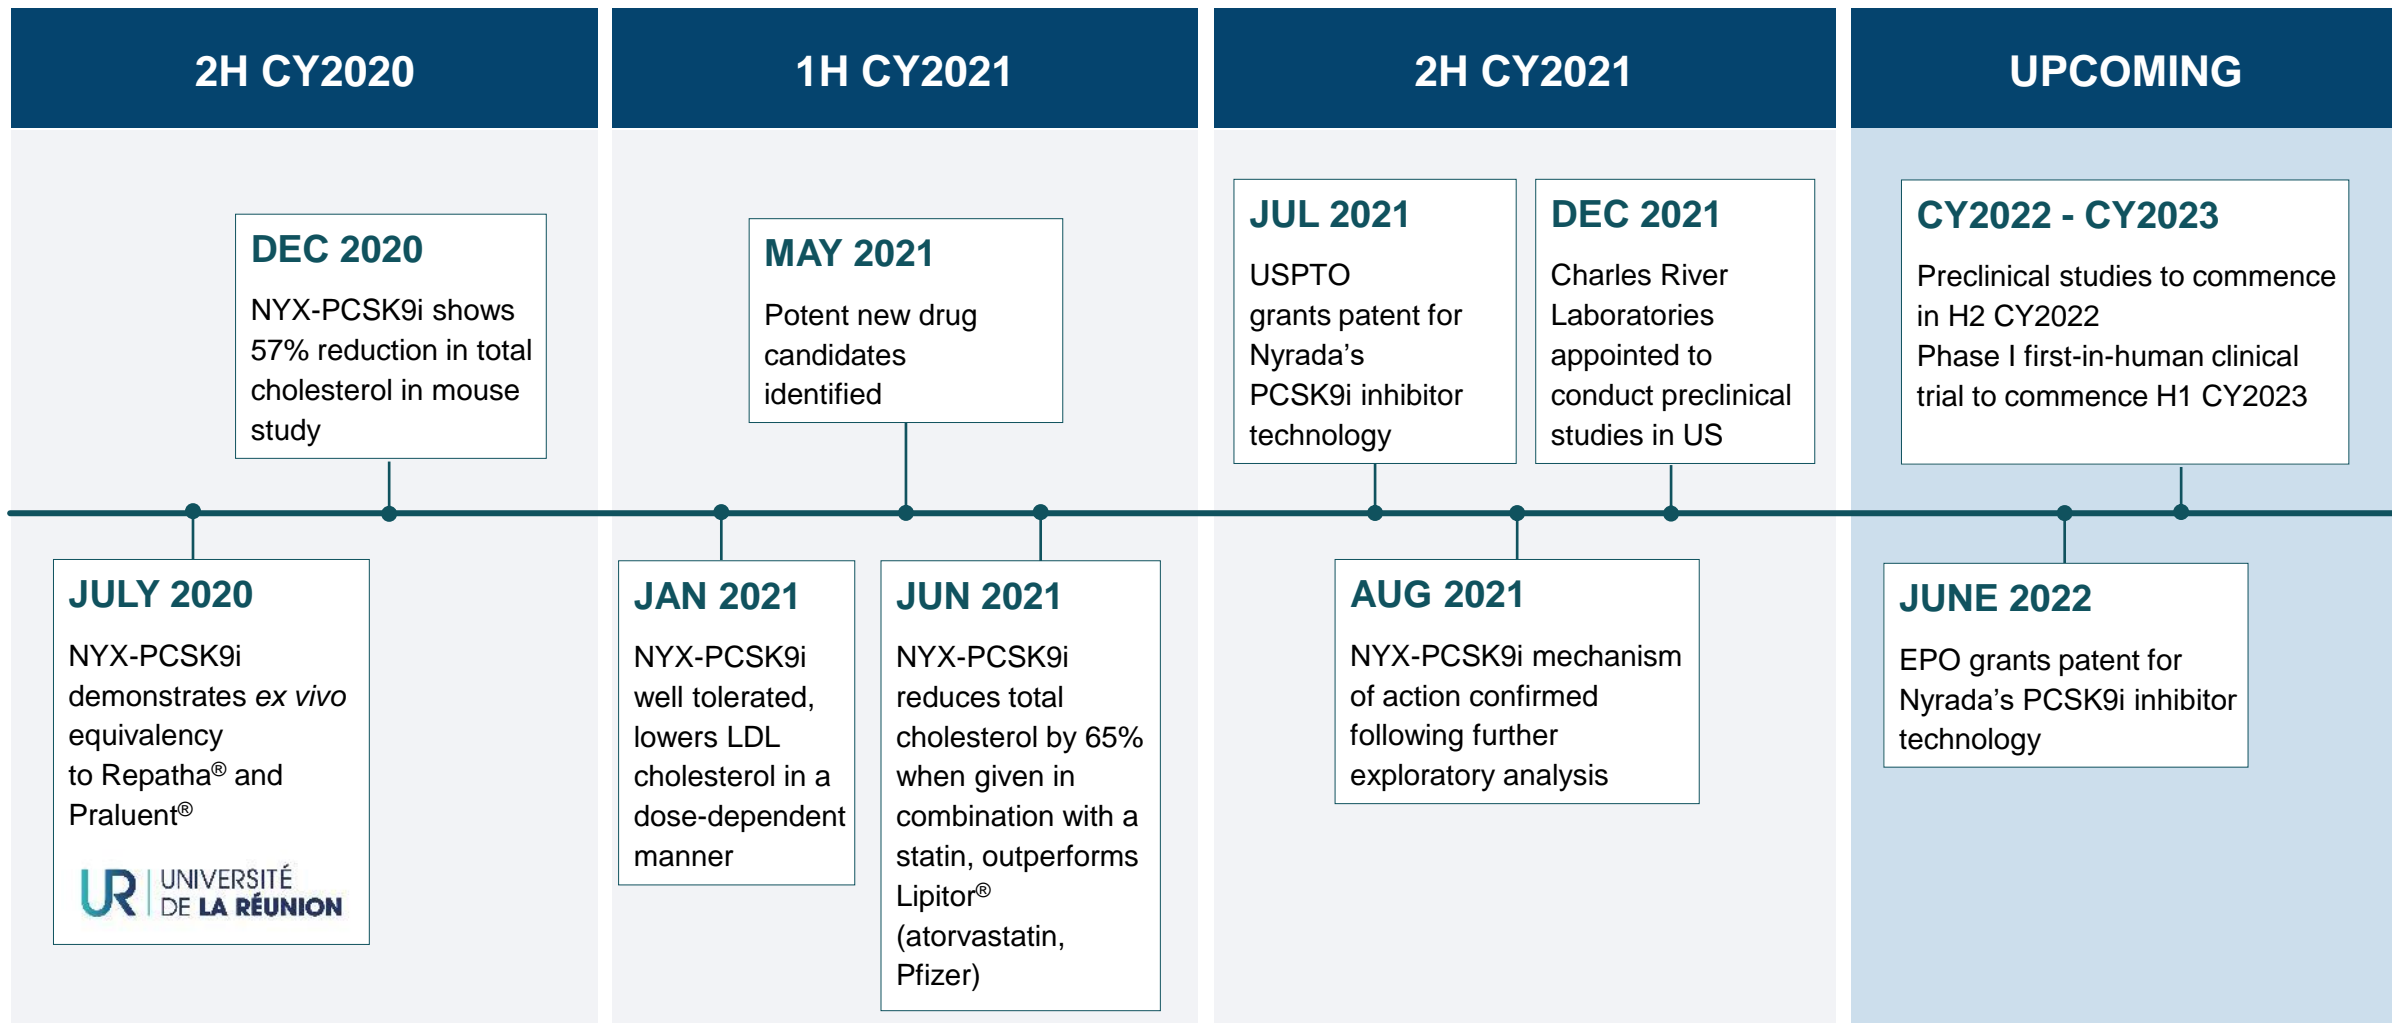 2H CY2020
1H CY2021
2H CY2021
UPCOMING
DEC 2020
NYX-PCSK9i shows
57% reduction in total
cholesterol in mouse
study
MAY 2021
Potent new drug
candidates
identified
JUL 2021
USPTO
grants patent for
Nyrada’s
PCSK9i inhibitor
technology
DEC 2021
Charles River
Laboratories
appointed to
conduct preclinical
studies in US
CY2022 - CY2023
Preclinical studies to commence
in H2 CY2022
Phase I first-in-human clinical
trial to commence H1 CY2023
JULY 2020
NYX-PCSK9i
demonstrates ex vivo
equivalency
to Repatha® and
Praluent®
UR UNIVERSITÉ
DE LA RÉUNION
JAN 2021
NYX-PCSK9i
well tolerated,
lowers LDL
cholesterol in a
dose-dependent
manner
JUN 2021
NYX-PCSK9i
reduces total
cholesterol by 65%
when given in
combination with a
statin, outperforms
Lipitor®
(atorvastatin,
Pfizer)
AUG 2021
NYX-PCSK9i mechanism
of action confirmed
following further
exploratory analysis
JUNE 2022
EPO grants patent for
Nyrada’s PCSK9i inhibitor
technology